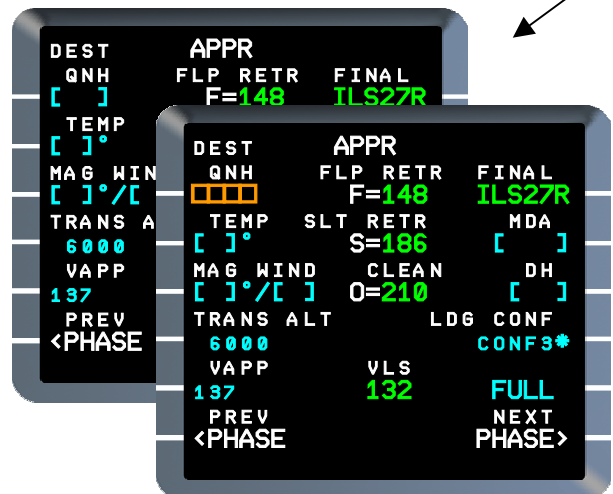 DEST APPR
QNH FLP RETR FINAL
[ ] F=148 ILS27R
TEMP
[ ]°
MAG WIN
[ ]°/[
TRANS A
6000
VAPP
137
PREV
<PHASE
DEST APPR
QNH FLP RETR FINAL
□□□□ F=148 ILS27R
TEMP SLT RETR MDA
[ ]° S=186 [ ]
MAG WIND CLEAN DH
[ ]°/[ ] O=210 [ ]
TRANS ALT LDG CONF
6000 CONF3*
VAPP VLS
137 132 FULL
PREV NEXT
<PHASE PHASE>